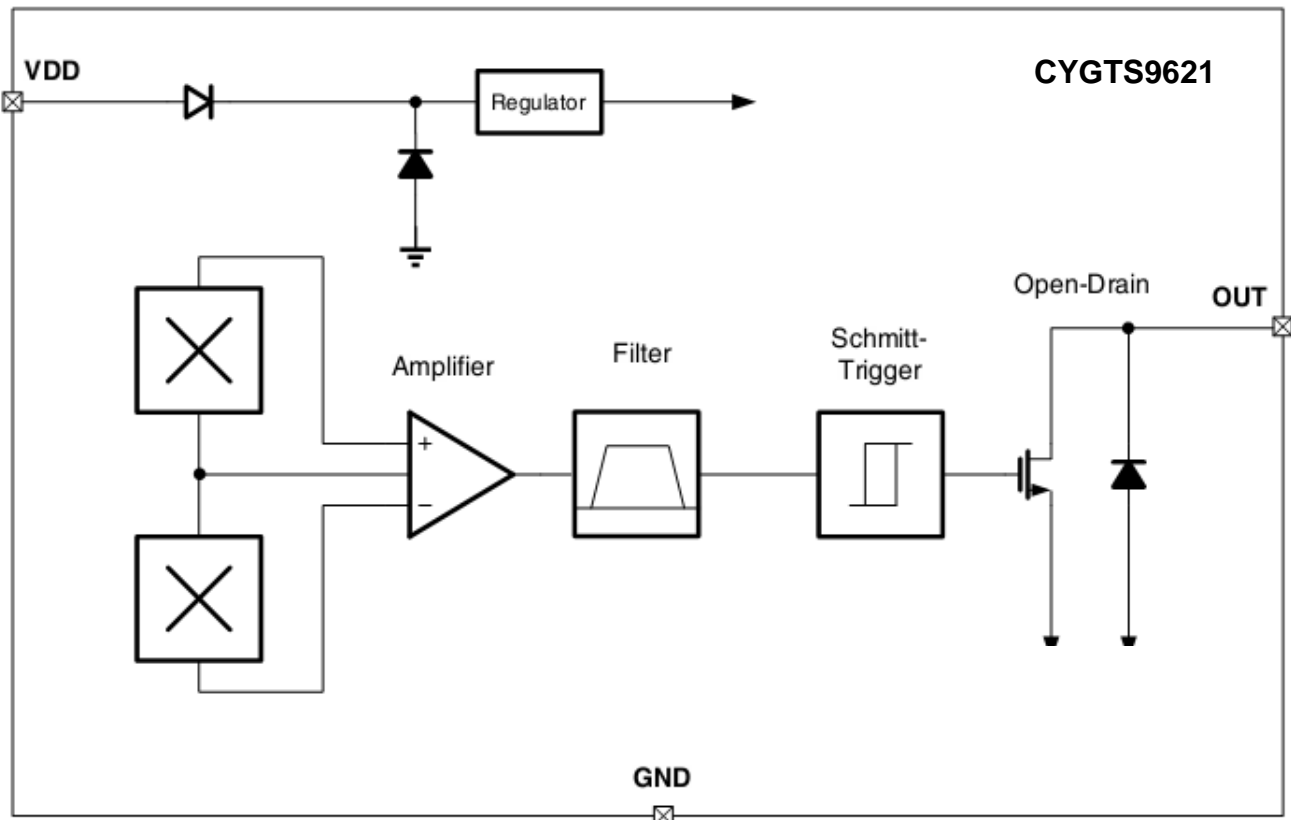 VDD
CYGTS9621
Regulator
Open-Drain
OUT
Schmitt-
Trigger
Filter
Amplifier
+
−
GND